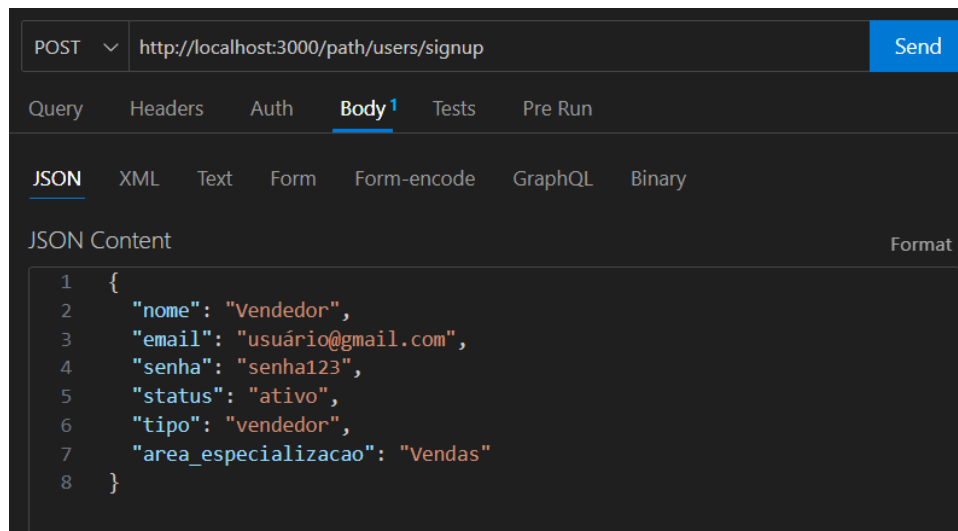 POST http://localhost:3000/path/users/signup Send
Query Headers Auth Body 1 Tests Pre Run
JSON XML Text Form Form-encode GraphQL Binary
JSON Content Format
1 {
2 "nome": "Vendedor",
3 "email": "usuário@gmail.com",
4 "senha": "senha123",
5 "status": "ativo",
6 "tipo": "vendedor",
7 "area_especializacao": "Vendas"
8 }